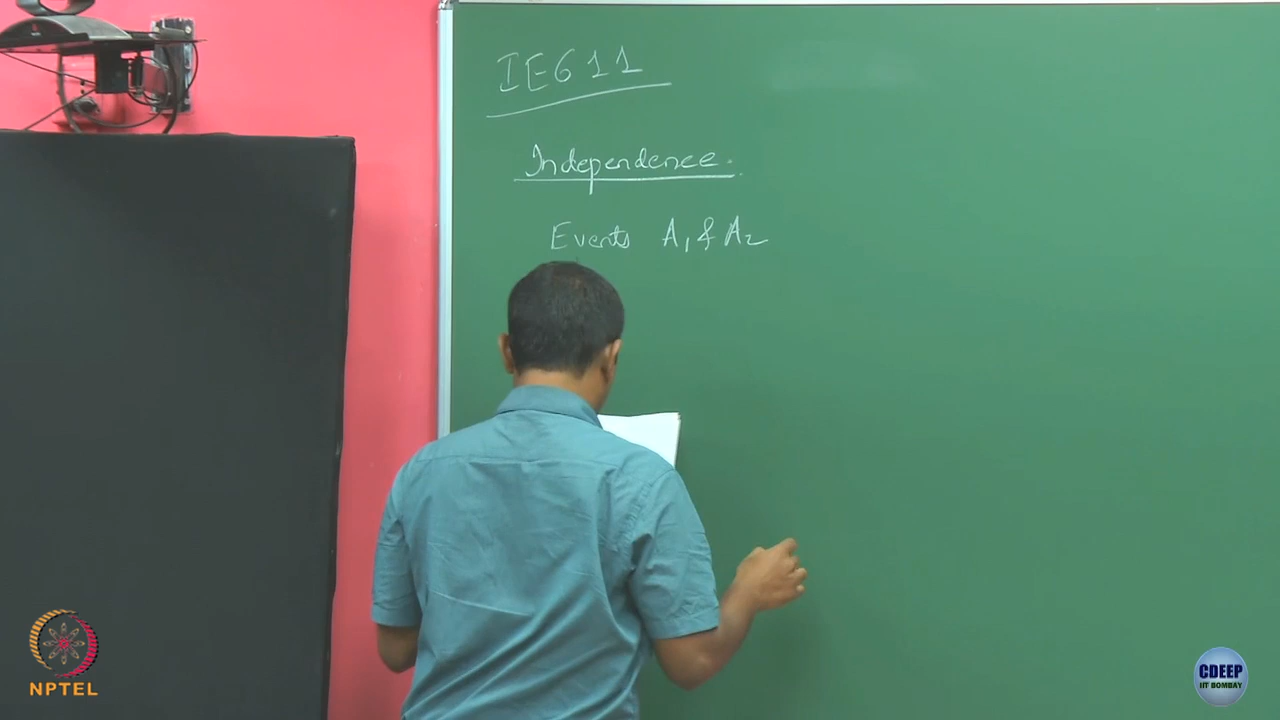 IE611
Independence.
Events A₁ & A₂
NPTEL
CDEEP
IIT BOMBAY